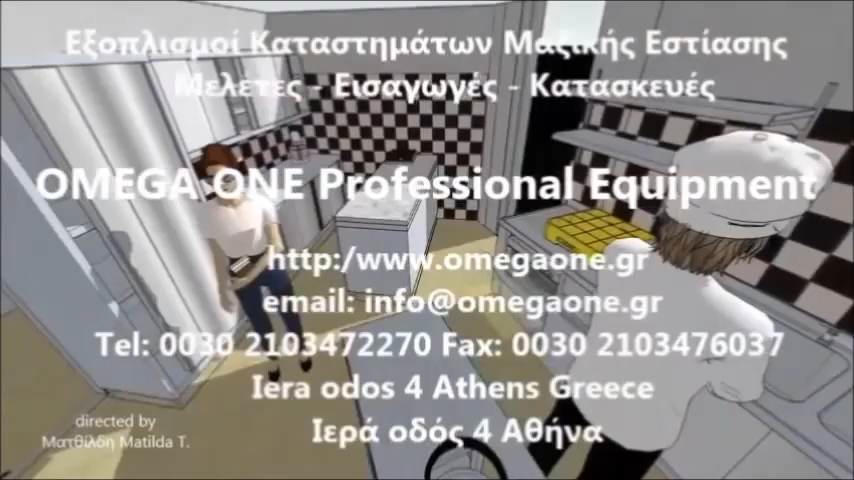 Εξοπλισμοί Καταστημάτων Μαζικής Εστίασης
Μελέτες - Εισαγωγές - Κατασκευές
OMEGA ONE Professional Equipment
http:/www.omegaone.gr
email: info@omegaone.gr
Tel: 0030 2103472270 Fax: 0030 2103476037
Iera odos 4 Athens Greece
Ιερά οδός 4 Αθήνα
directed by
Ματθίλδη Matilda T.